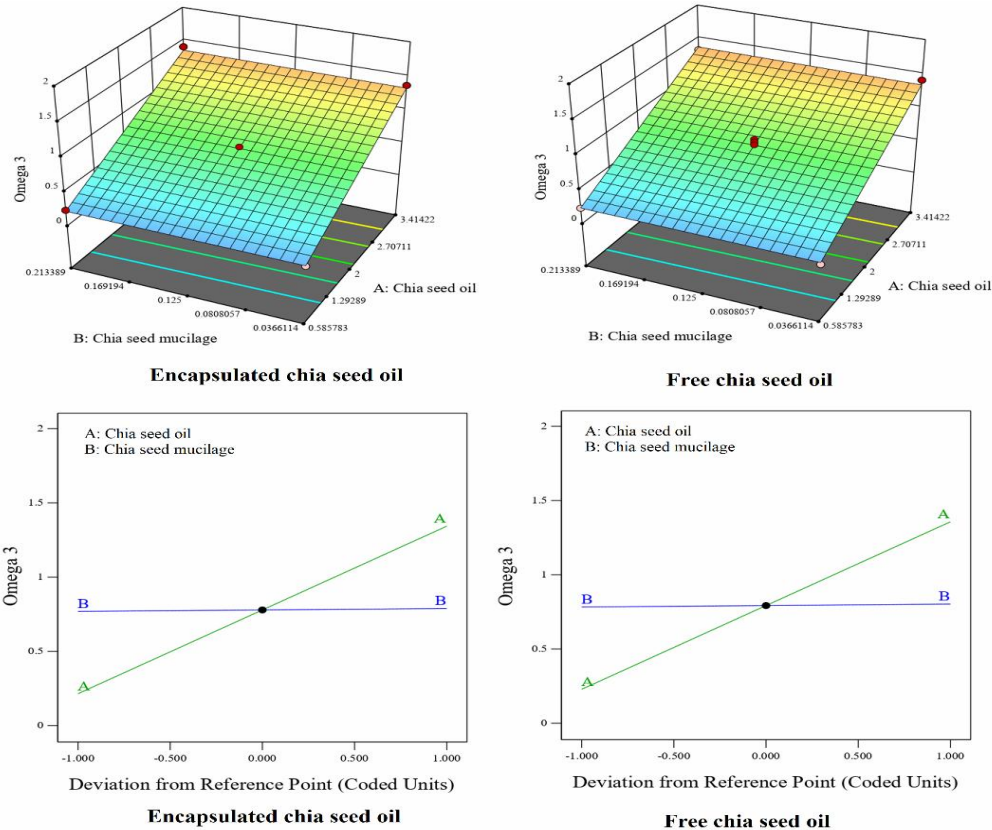 2
1.5
1
0.5
0
Omega 3
3.41422
2.70711
2
1.29289
0.585783
A: Chia seed oil
0.213389
0.169194
0.125
0.0808057
0.0366114
B: Chia seed mucilage
Encapsulated chia seed oil
2
1.5
1
0.5
0
Omega 3
3.41422
2.70711
2
1.29289
0.585783
A: Chia seed oil
0.213389
0.169194
0.125
0.0808057
0.0366114
B: Chia seed mucilage
Free chia seed oil
A: Chia seed oil
B: Chia seed mucilage
2
1.5
1
0.5
0
Omega 3
A
B
B
A
-1.000
-0.500
0.000
0.500
1.000
Deviation from Reference Point (Coded Units)
Encapsulated chia seed oil
A: Chia seed oil
B: Chia seed mucilage
2
1.5
1
0.5
0
Omega 3
A
B
B
A
-1.000
-0.500
0.000
0.500
1.000
Deviation from Reference Point (Coded Units)
Free chia seed oil